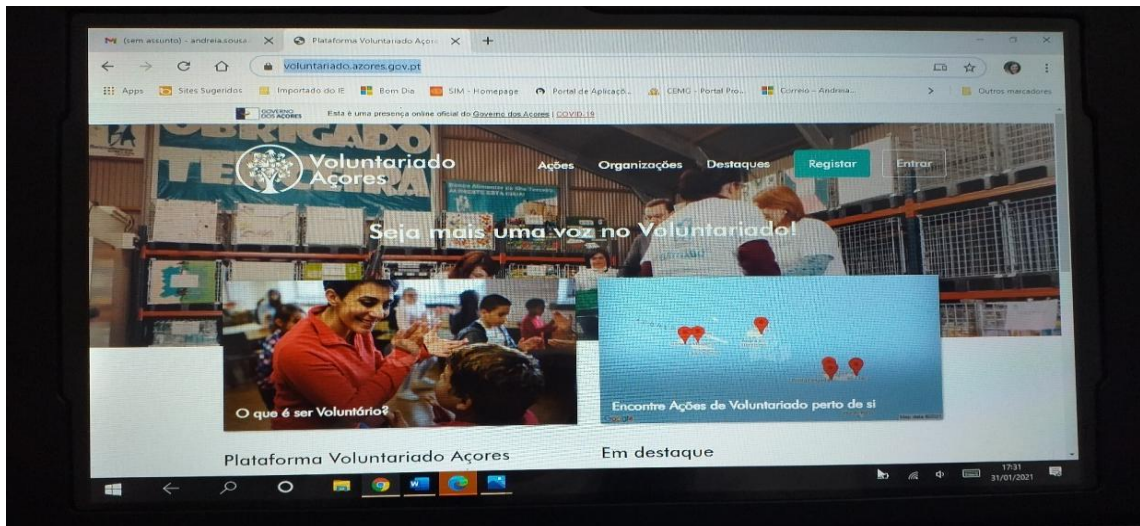 (sem assunto) - andreia.sousa
Plataforma Voluntariado Açor
voluntariado.azores.gov.pt
Apps Sites Sugeridos Importado do IE Bom Dia SIM - Homepage Portal de Aplicaçõ... CEMG - Portal Pro... Correio - Andreia... Outros marcadores
GOVERNO
DOS AÇORES
Esta é uma presença online oficial do Governo dos Açores | COVID-19
OBRIGADO
TERCEIRA
Voluntariado
Açores
Ações Organizações Destaques Registar Entrar
Seja mais uma voz no Voluntariado!
O que é ser Voluntário?
Encontre Ações de Voluntariado perto de si
Plataforma Voluntariado Açores
Em destaque
17:31
31/01/2021